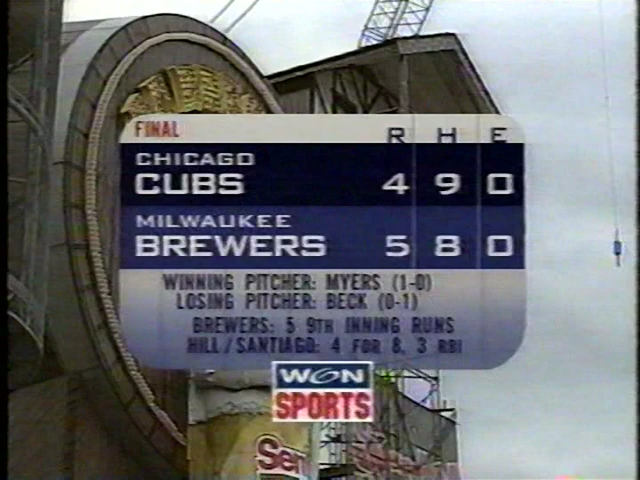 FINAL R H E
CHICAGO
CUBS 4 9 0
MILWAUKEE
BREWERS 5 8 0
WINNING PITCHER: MYERS (1-0)
LOSING PITCHER: BECK (0-1)
BREWERS: 5 9TH INNING RUNS
HILL/SANTIAGO: 4 FOR 8, 3 RBI
WGN
SPORTS